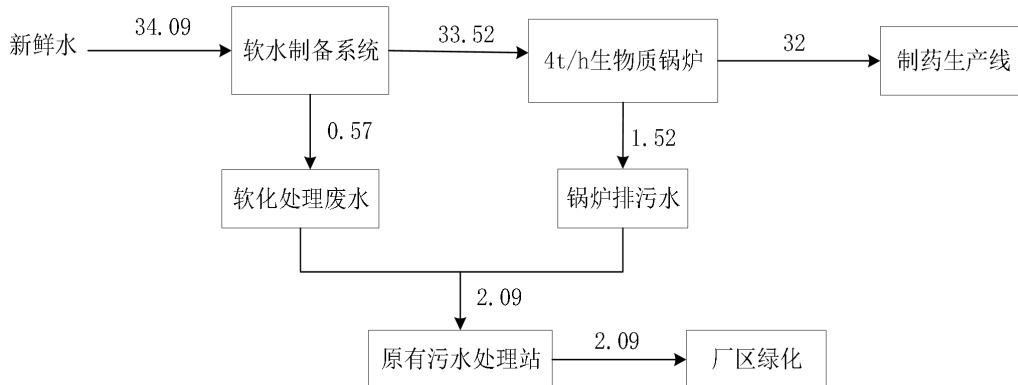 34.09
新鲜水
软水制备系统
33.52
4t/h生物质锅炉
32
制药生产线
0.57
1.52
软化处理废水
锅炉排污水
2.09
原有污水处理站
2.09
厂区绿化